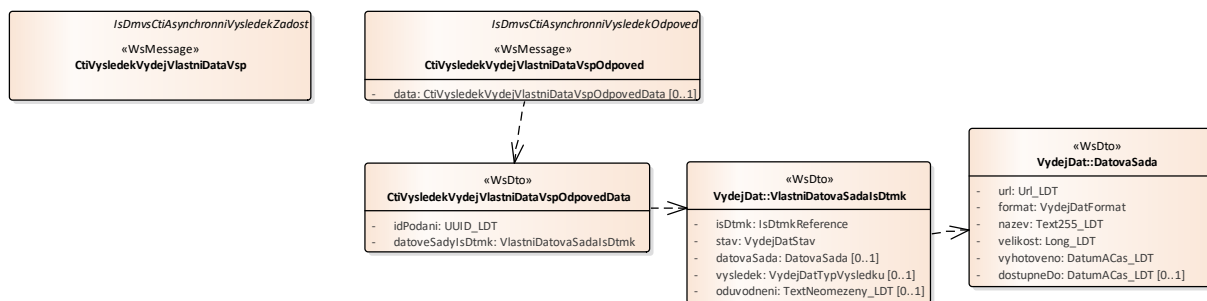 IsDmvsCtiAsynchronniVysledekZadost
«WsMessage»
CtiVysledekVydejVlastniDataVsp
IsDmvsCtiAsynchronniVysledekOdpoved
«WsMessage»
CtiVysledekVydejVlastniDataVspOdpoved
- data: CtiVysledekVydejVlastniDataVspOdpovedData [0..1]
«WsDto»
CtiVysledekVydejVlastniDataVspOdpovedData
- idPodani: UUID_LDT
- datoveSadyIsDtmk: VlastniDatovaSadaIsDtmk
«WsDto»
VydejDat::VlastniDatovaSadaIsDtmk
- isDtmk: IsDtmkReference
- stav: VydejDatStav
- datovaSada: DatovaSada [0..1]
- vysledek: VydejDatTypVysledku [0..1]
- oduvodneni: TextNeomezeny_LDT [0..1]
«WsDto»
VydejDat::DatovaSada
- url: Url_LDT
- format: VydejDatFormat
- nazev: Text255_LDT
- velikost: Long_LDT
- vyhotoveno: DatumACas_LDT
- dostupneDo: DatumACas_LDT [0..1]